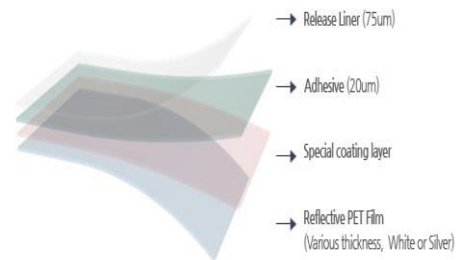 Release Liner (75um)
Adhesive (20um)
Special coating layer
Reflective PET Film
(Various thickness, White or Silver)